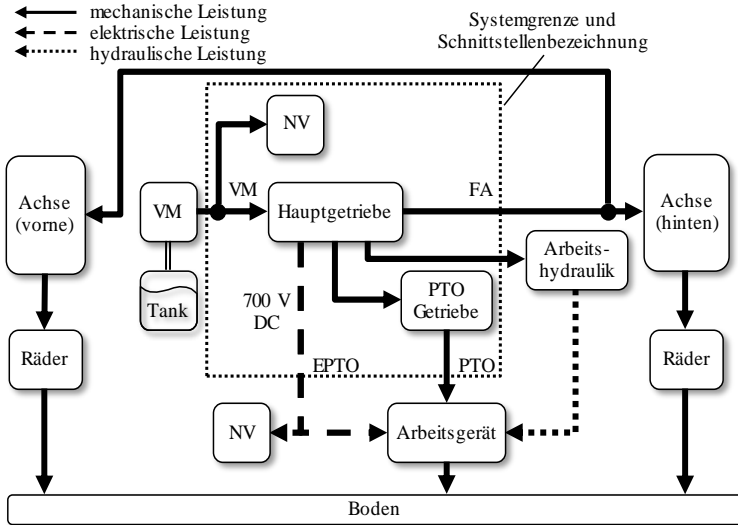 mechanische Leistung
elektrische Leistung
hydraulische Leistung
Systemgrenze und
Schnittstellenbezeichnung
NV
Achse
(vorne)
VM
VM
Hauptgetriebe
FA
Achse
(hinten)
Arbeits-
hydraulik
Tank
700 V
DC
PTO
Getriebe
Räder
Räder
EPTO
PTO
NV
Arbeitsgerät
Boden